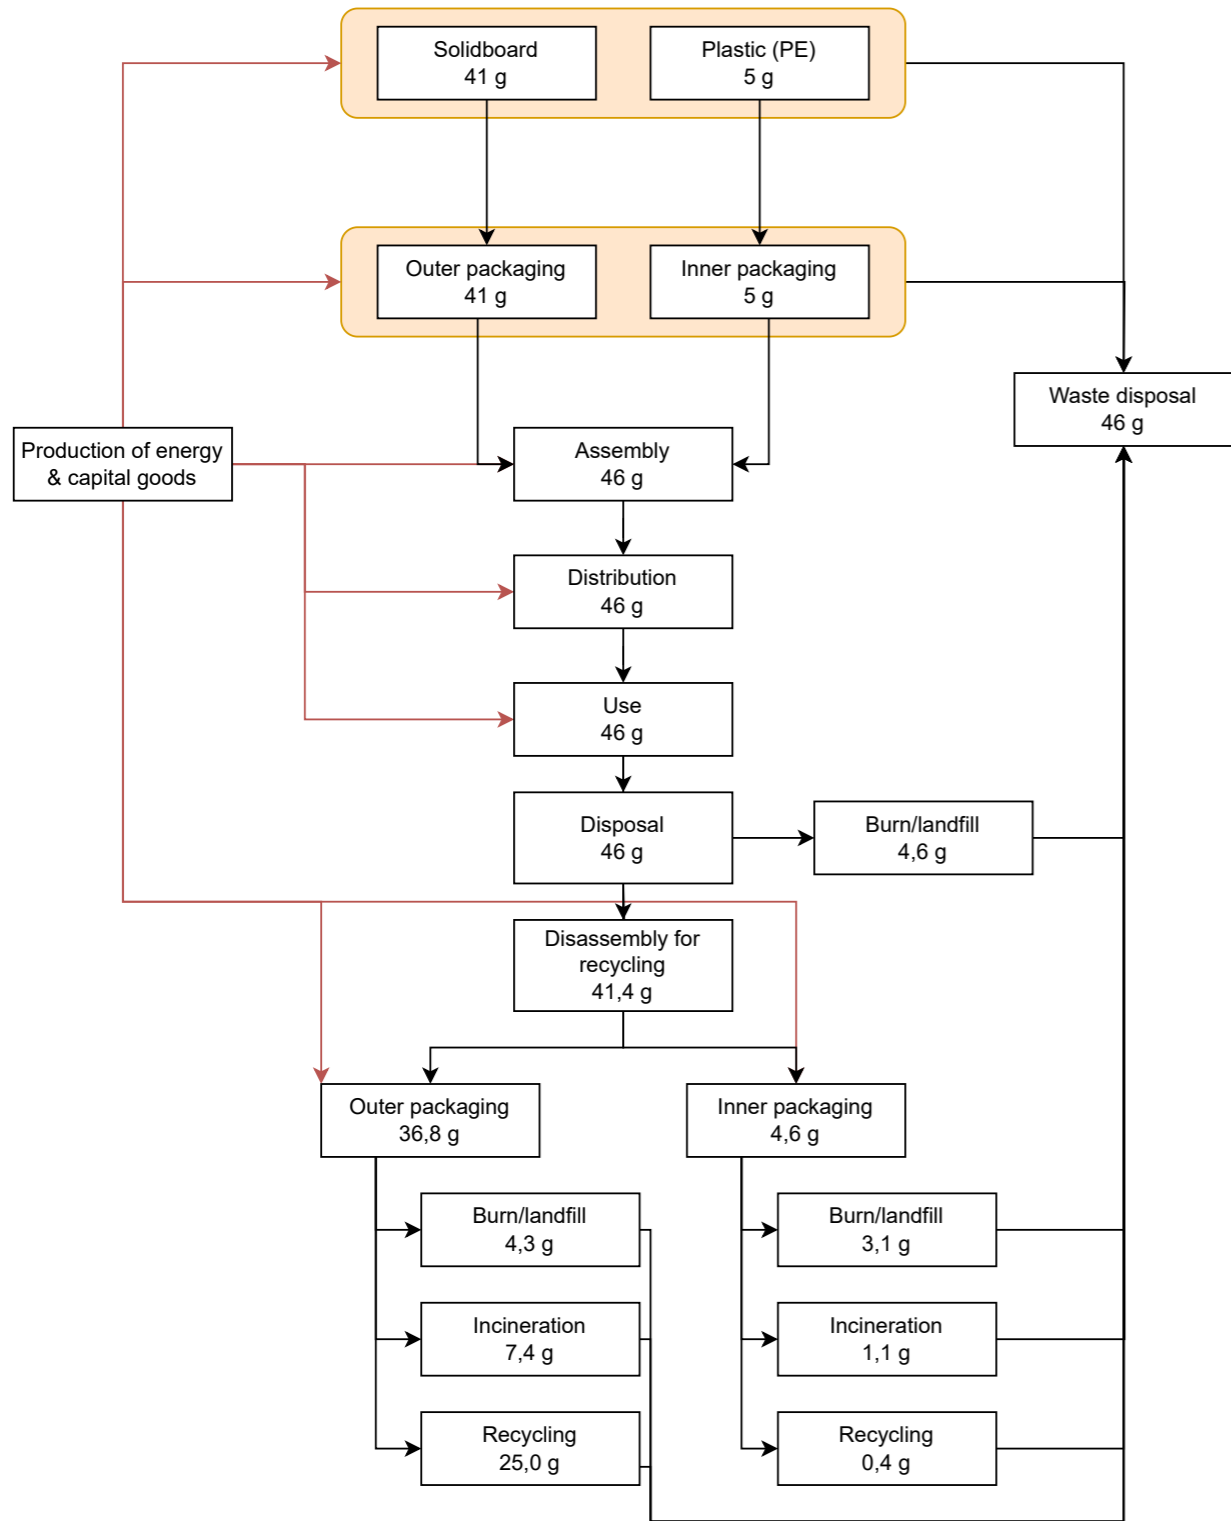 Solidboard
41 g
Plastic (PE)
5 g
Outer packaging
41 g
Inner packaging
5 g
Waste disposal
46 g
Production of energy
& capital goods
Assembly
46 g
Distribution
46 g
Use
46 g
Disposal
46 g
Burn/landfill
4,6 g
Disassembly for
recycling
41,4 g
Outer packaging
36,8 g
Inner packaging
4,6 g
Burn/landfill
4,3 g
Burn/landfill
3,1 g
Incineration
7,4 g
Incineration
1,1 g
Recycling
25,0 g
Recycling
0,4 g